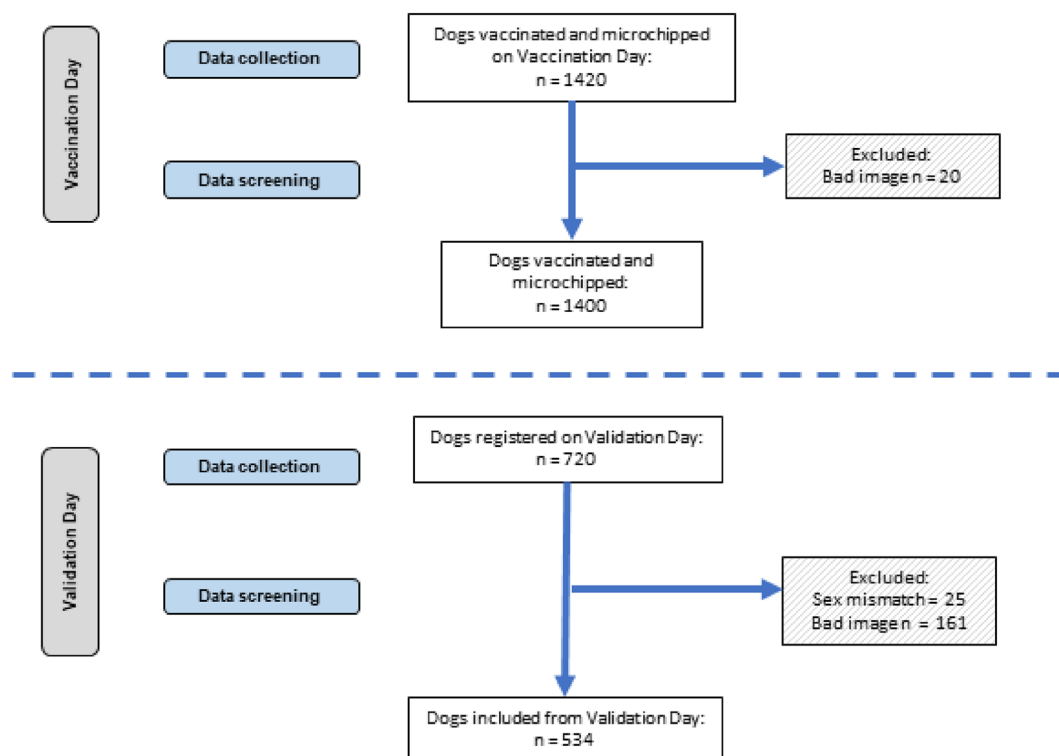 Vaccination Day
Data collection
Dogs vaccinated and microchipped
on Vaccination Day:
n = 1420
Data screening
Excluded:
Bad image n = 20
Dogs vaccinated and
microchipped:
n = 1400
Validation Day
Data collection
Dogs registered on Validation Day:
n = 720
Data screening
Excluded:
Sex mismatch = 25
Bad image n = 161
Dogs included from Validation Day:
n = 534